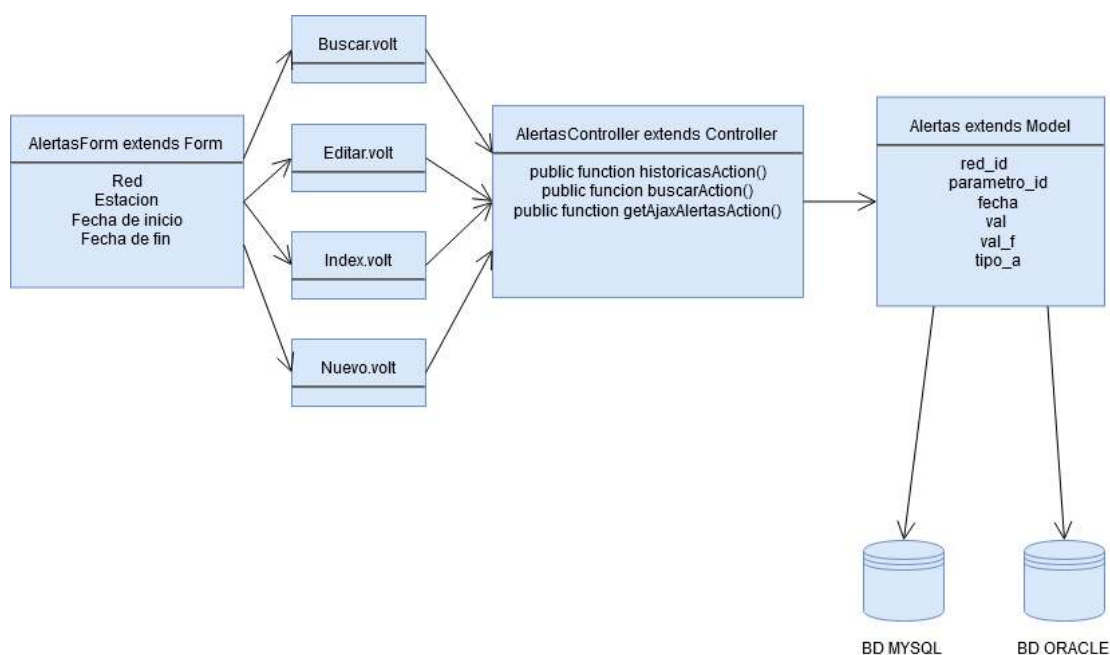 AlertasForm extends Form
Red
Estacion
Fecha de inicio
Fecha de fin
Buscar.volt
Editar.volt
Index.volt
Nuevo.volt
AlertasController extends Controller
public function historicasAction()
public funcion buscarAction()
public function getAjaxAlertasAction()
Alertas extends Model
red_id
parametro_id
fecha
val
val_f
tipo_a
BD MYSQL
BD ORACLE